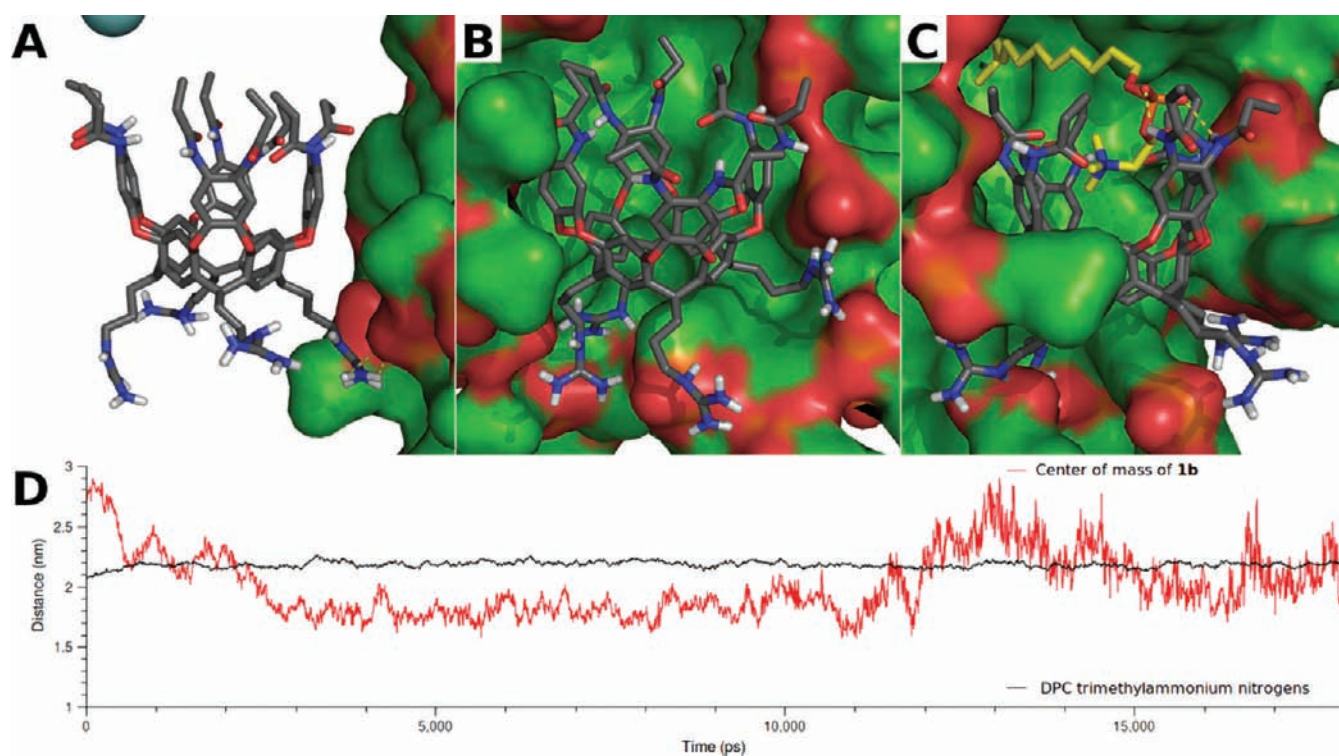 A
B
C
D
Center of mass of 1b
3
2.5
2
1.5
1
Distance (nm)
DPC trimethylammonium nitrogens
0
5,000
10,000
15,000
Time (ps)